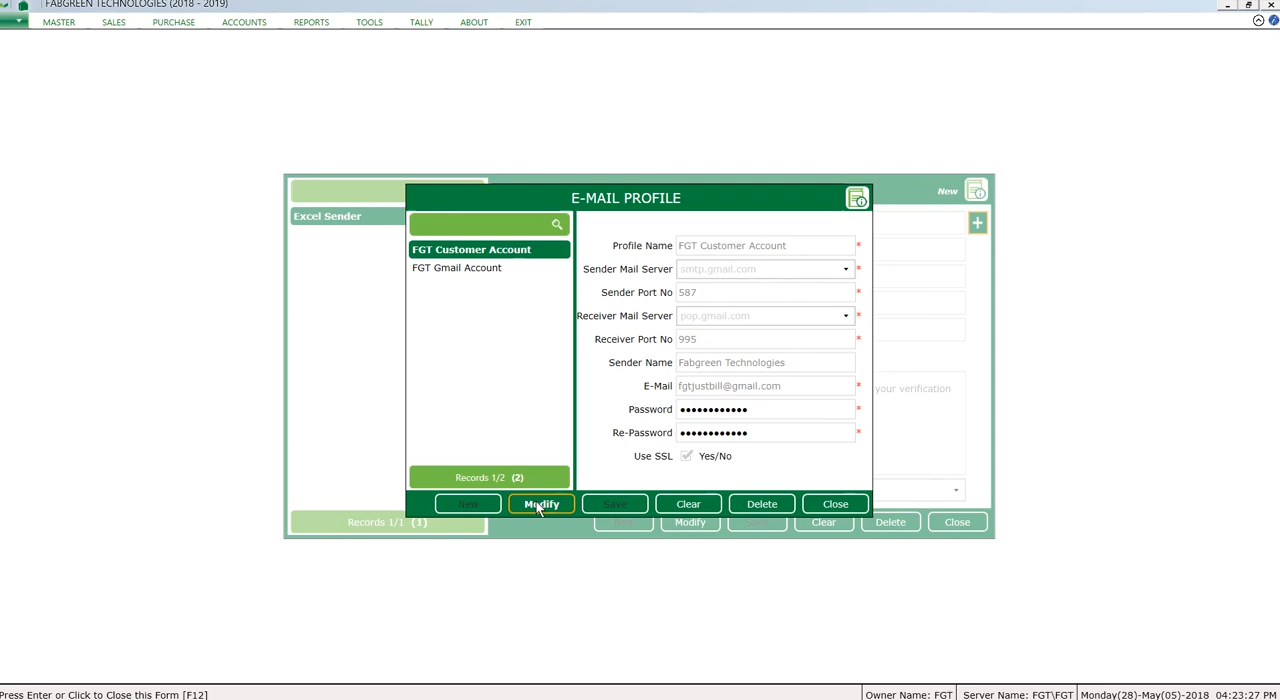 FABGREEN TECHNOLOGIES (2018 - 2019)
MASTER SALES PURCHASE ACCOUNTS REPORTS TOOLS TALLY ABOUT EXIT
New
Excel Sender
E-MAIL PROFILE
FGT Customer Account
FGT Gmail Account
Profile Name FGT Customer Account *
Sender Mail Server smtp.gmail.com *
Sender Port No 587 *
Receiver Mail Server pop.gmail.com *
Receiver Port No 995 *
Sender Name Fabgreen Technologies
E-Mail fgtjustbill@gmail.com *
your verification
Password ●●●●●●●●●●●● *
Re-Password ●●●●●●●●●●●● *
Use SSL Yes/No
Records 1/2 (2)
New Modify Save Clear Delete Close
Records 1/1 (1)
New Modify Save Clear Delete Close
Press Enter or Click to Close this Form [F12]
Owner Name: FGT Server Name: FGT\FGT Monday(28)-May(05)-2018 04:23:27 PM